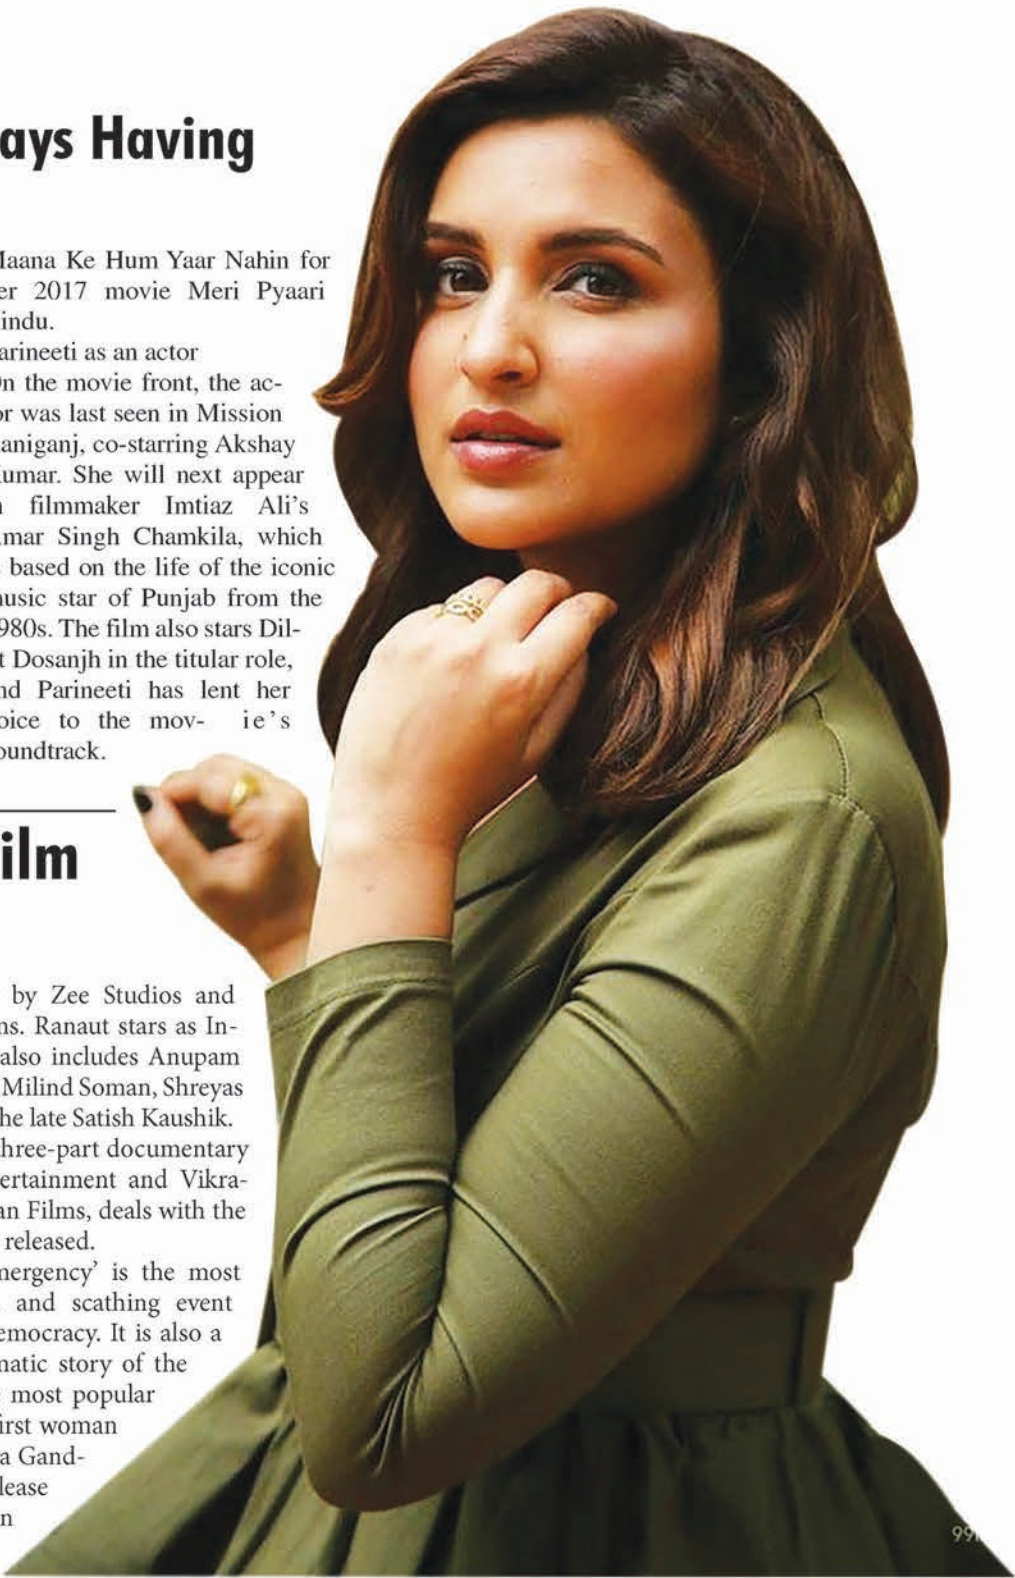 ays Having
Maana Ke Hum Yaar Nahin for
er 2017 movie Meri Pyaari
indu.
arineeti as an actor
On the movie front, the ac-
or was last seen in Mission
aniganj, co-starring Akshay
Kumar. She will next appear
n filmmaker Imtiaz Ali's
mar Singh Chamkila, which
s based on the life of the iconic
music star of Punjab from the
980s. The film also stars Dil-
t Dosanjh in the titular role,
nd Parineeti has lent her
oice to the mov- ie's
oundtrack.
ilm
by Zee Studios and
ns. Ranaut stars as In-
also includes Anupam
Milind Soman, Shreyas
he late Satish Kaushik.
three-part documentary
ertainment and Vikra-
an Films, deals with the
released.
mergency' is the most
and scathing event
emocracy. It is also a
matic story of the
most popular
irst woman
a Gand-
lease
n
99